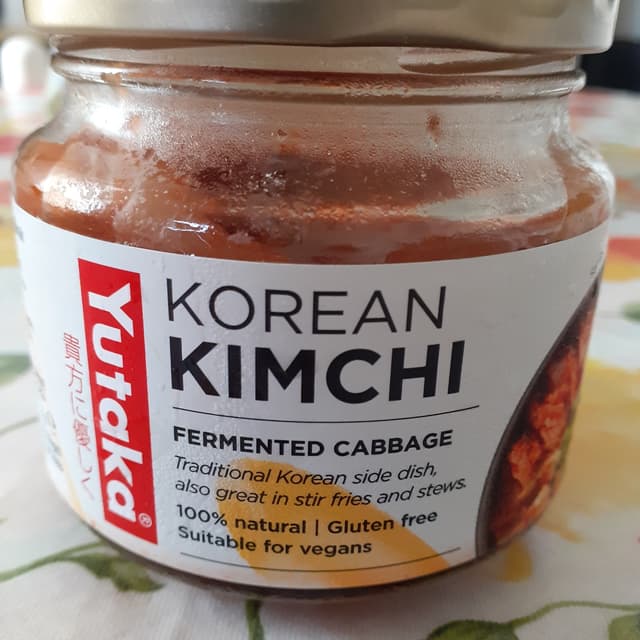 Yutaka®
KOREAN
KIMCHI
FERMENTED CABBAGE
Traditional Korean side dish,
also great in stir fries and stews.
100% natural | Gluten free
Suitable for vegans